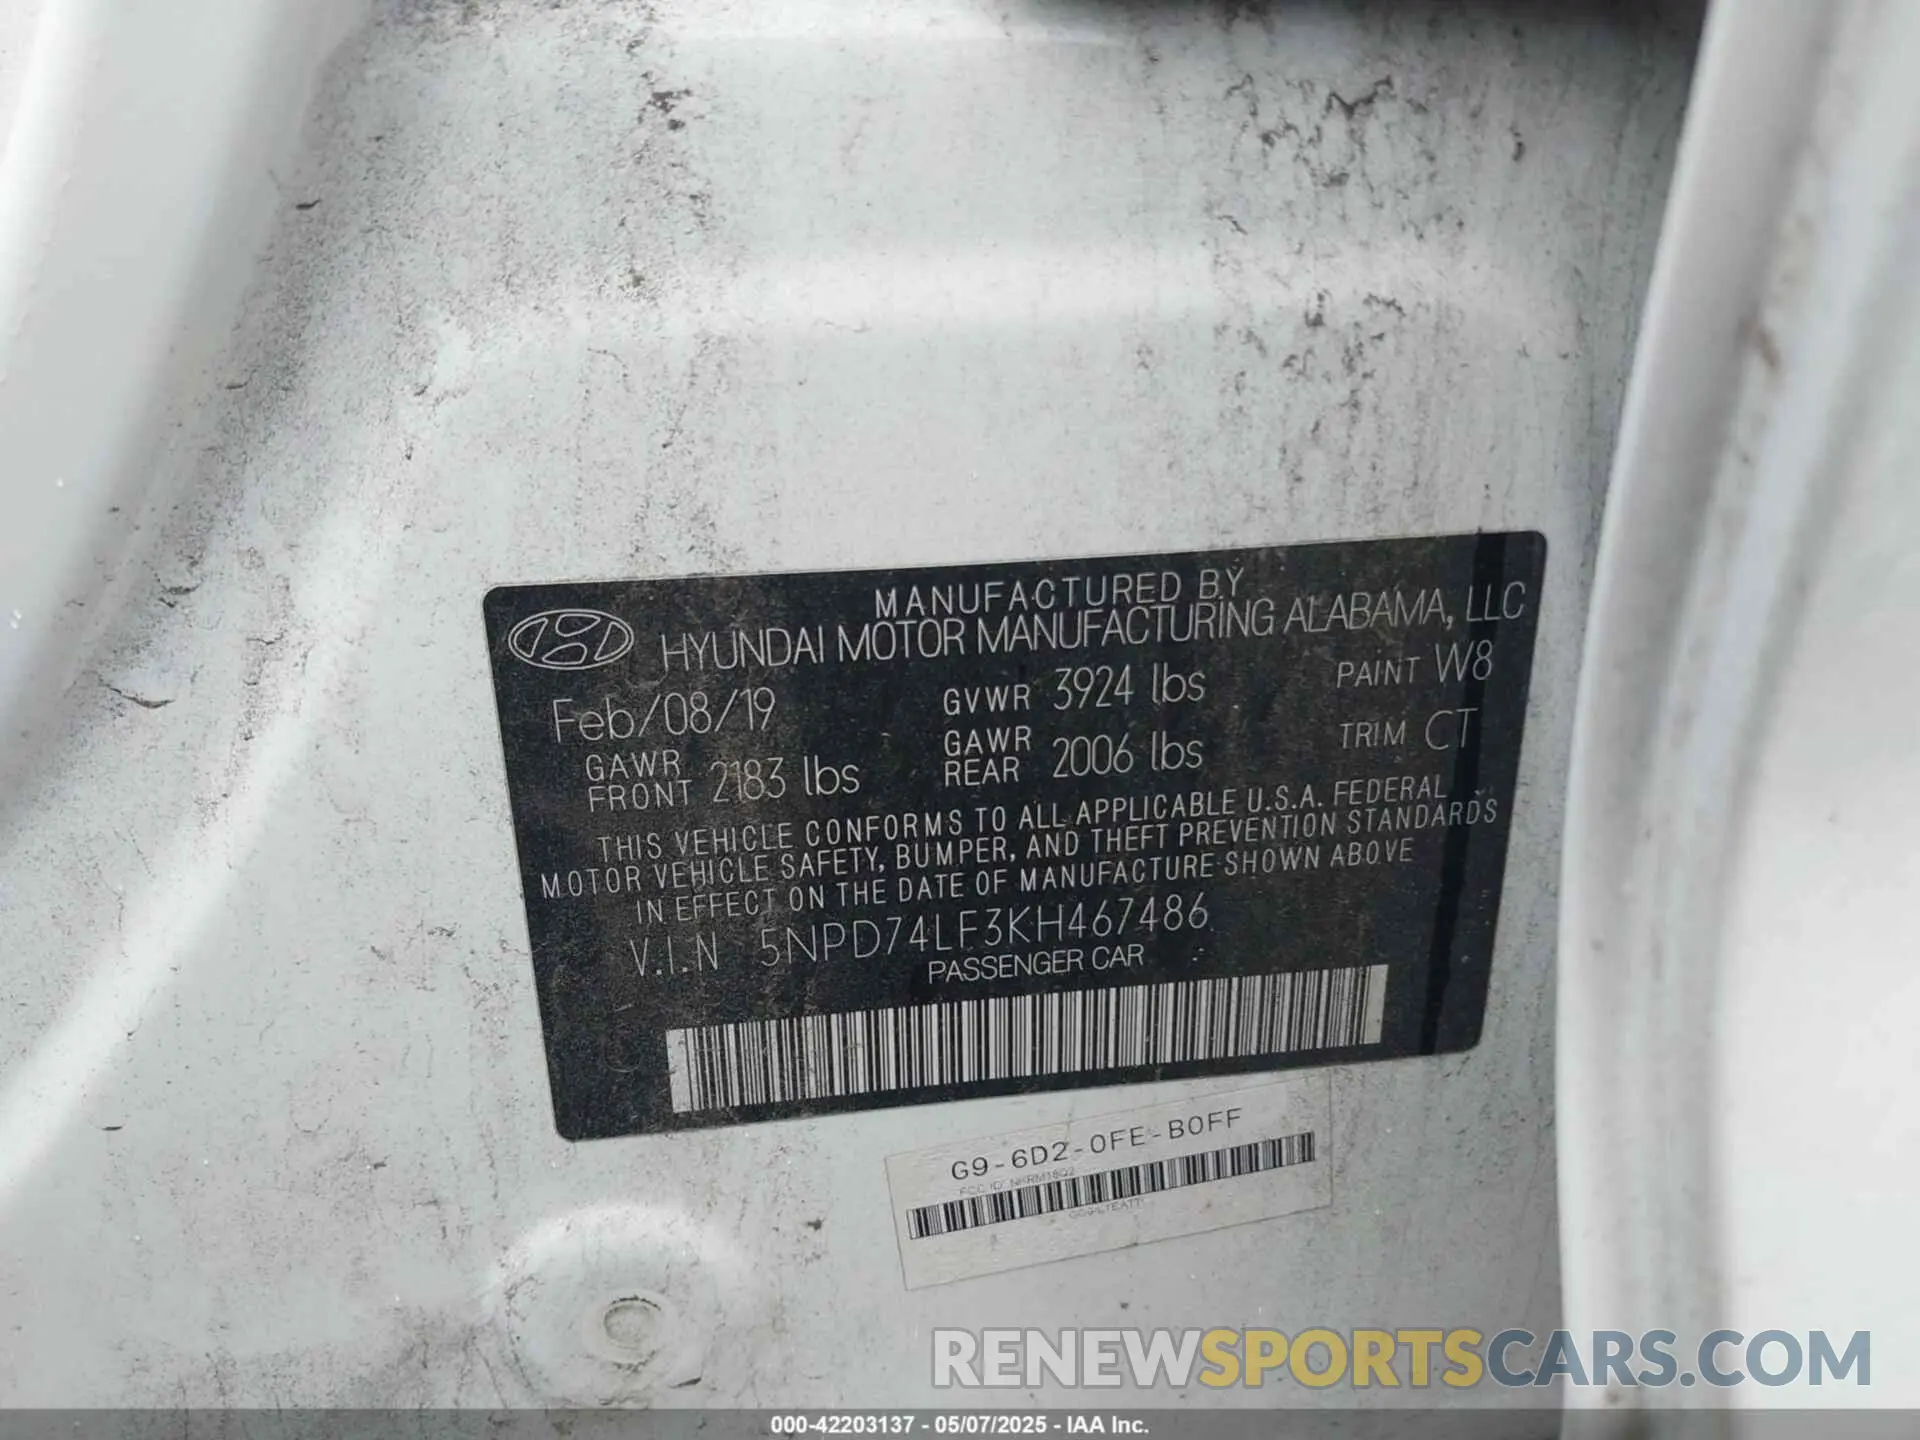 MANUFACTURED BY
HYUNDAI MOTOR MANUFACTURING ALABAMA, LLC
Feb/08/19 GVWR 3924 lbs PAINT W8
GAWR FRONT 2183 lbs GAWR REAR 2006 lbs TRIM CT
THIS VEHICLE CONFORMS TO ALL APPLICABLE U.S.A. FEDERAL
MOTOR VEHICLE SAFETY, BUMPER, AND THEFT PREVENTION STANDARDS
IN EFFECT ON THE DATE OF MANUFACTURE SHOWN ABOVE
V.I.N 5NPD74LF3KH467486
PASSENGER CAR
G9-6D2-0FE-B0FF
FCC ID:
RENEWSPORTSCARS.COM
000-42203137 - 05/07/2025 - IAA Inc.